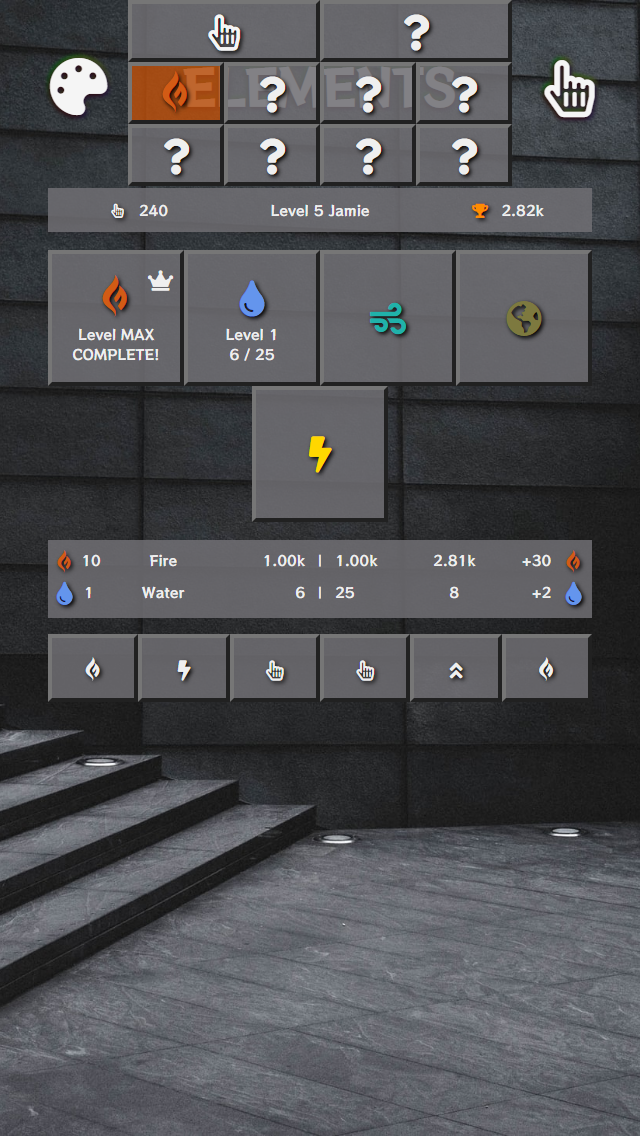 ? 
ELEMENTS
? ? ?
? ? ? ?
240 Level 5 Jamie 2.82k
Level MAX
COMPLETE!
Level 1
6 / 25
10 Fire 1.00k | 1.00k 2.81k +30
1 Water 6 | 25 8 +2